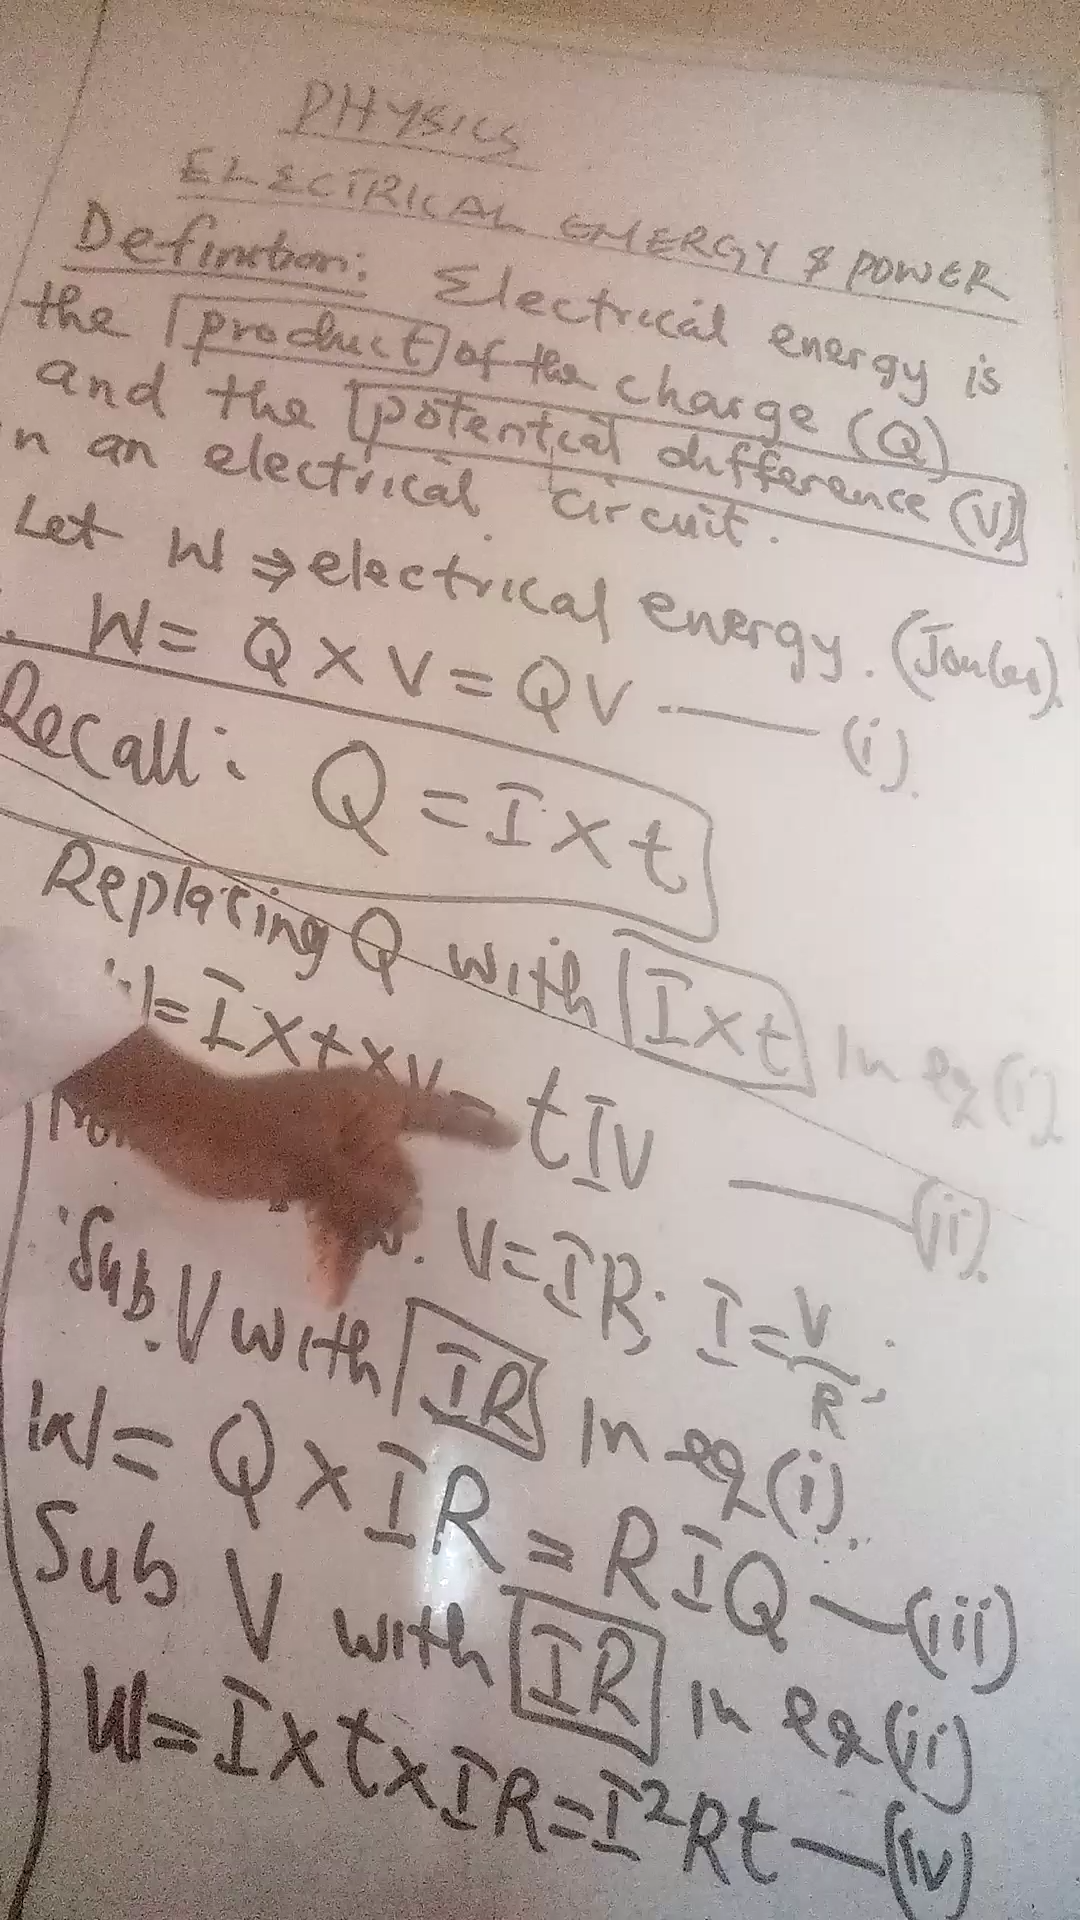 PHYSICS
ELECTRICAL ENERGY & POWER
Definition: Electrical energy is
the product of the charge (Q)
and the potential difference (V)
n an electrical circuit.
Let W ⇒ electrical energy. (Joules).
W = Q X V = QV — (i).
Recall: Q = I X t
Replacing Q with I X t In eq (i)
= I X t X V = tIV — (ii).
V = IR; I = V/R
Sub. V with IR In eq (i).
W = Q X IR = RIQ — (iii)
Sub V with IR In eq (ii)
W = I X t X IR = I²Rt — (iv)